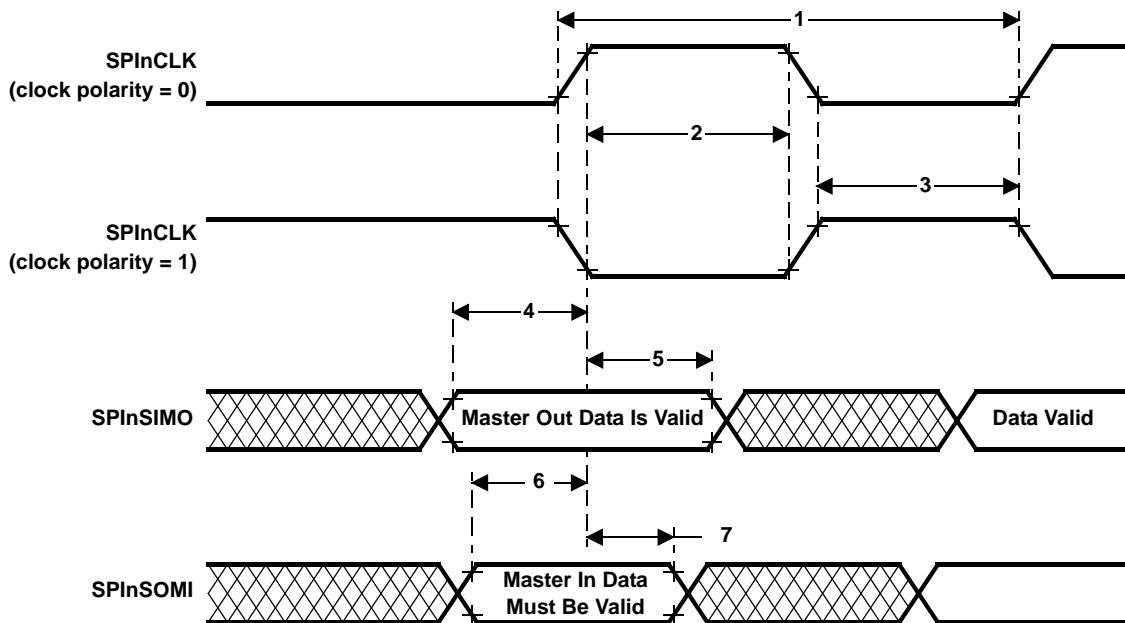 1
SPInCLK
(clock polarity = 0)
2
3
SPInCLK
(clock polarity = 1)
4
5
SPInSIMO
Master Out Data Is Valid
Data Valid
6
7
SPInSOMI
Master In Data
Must Be Valid